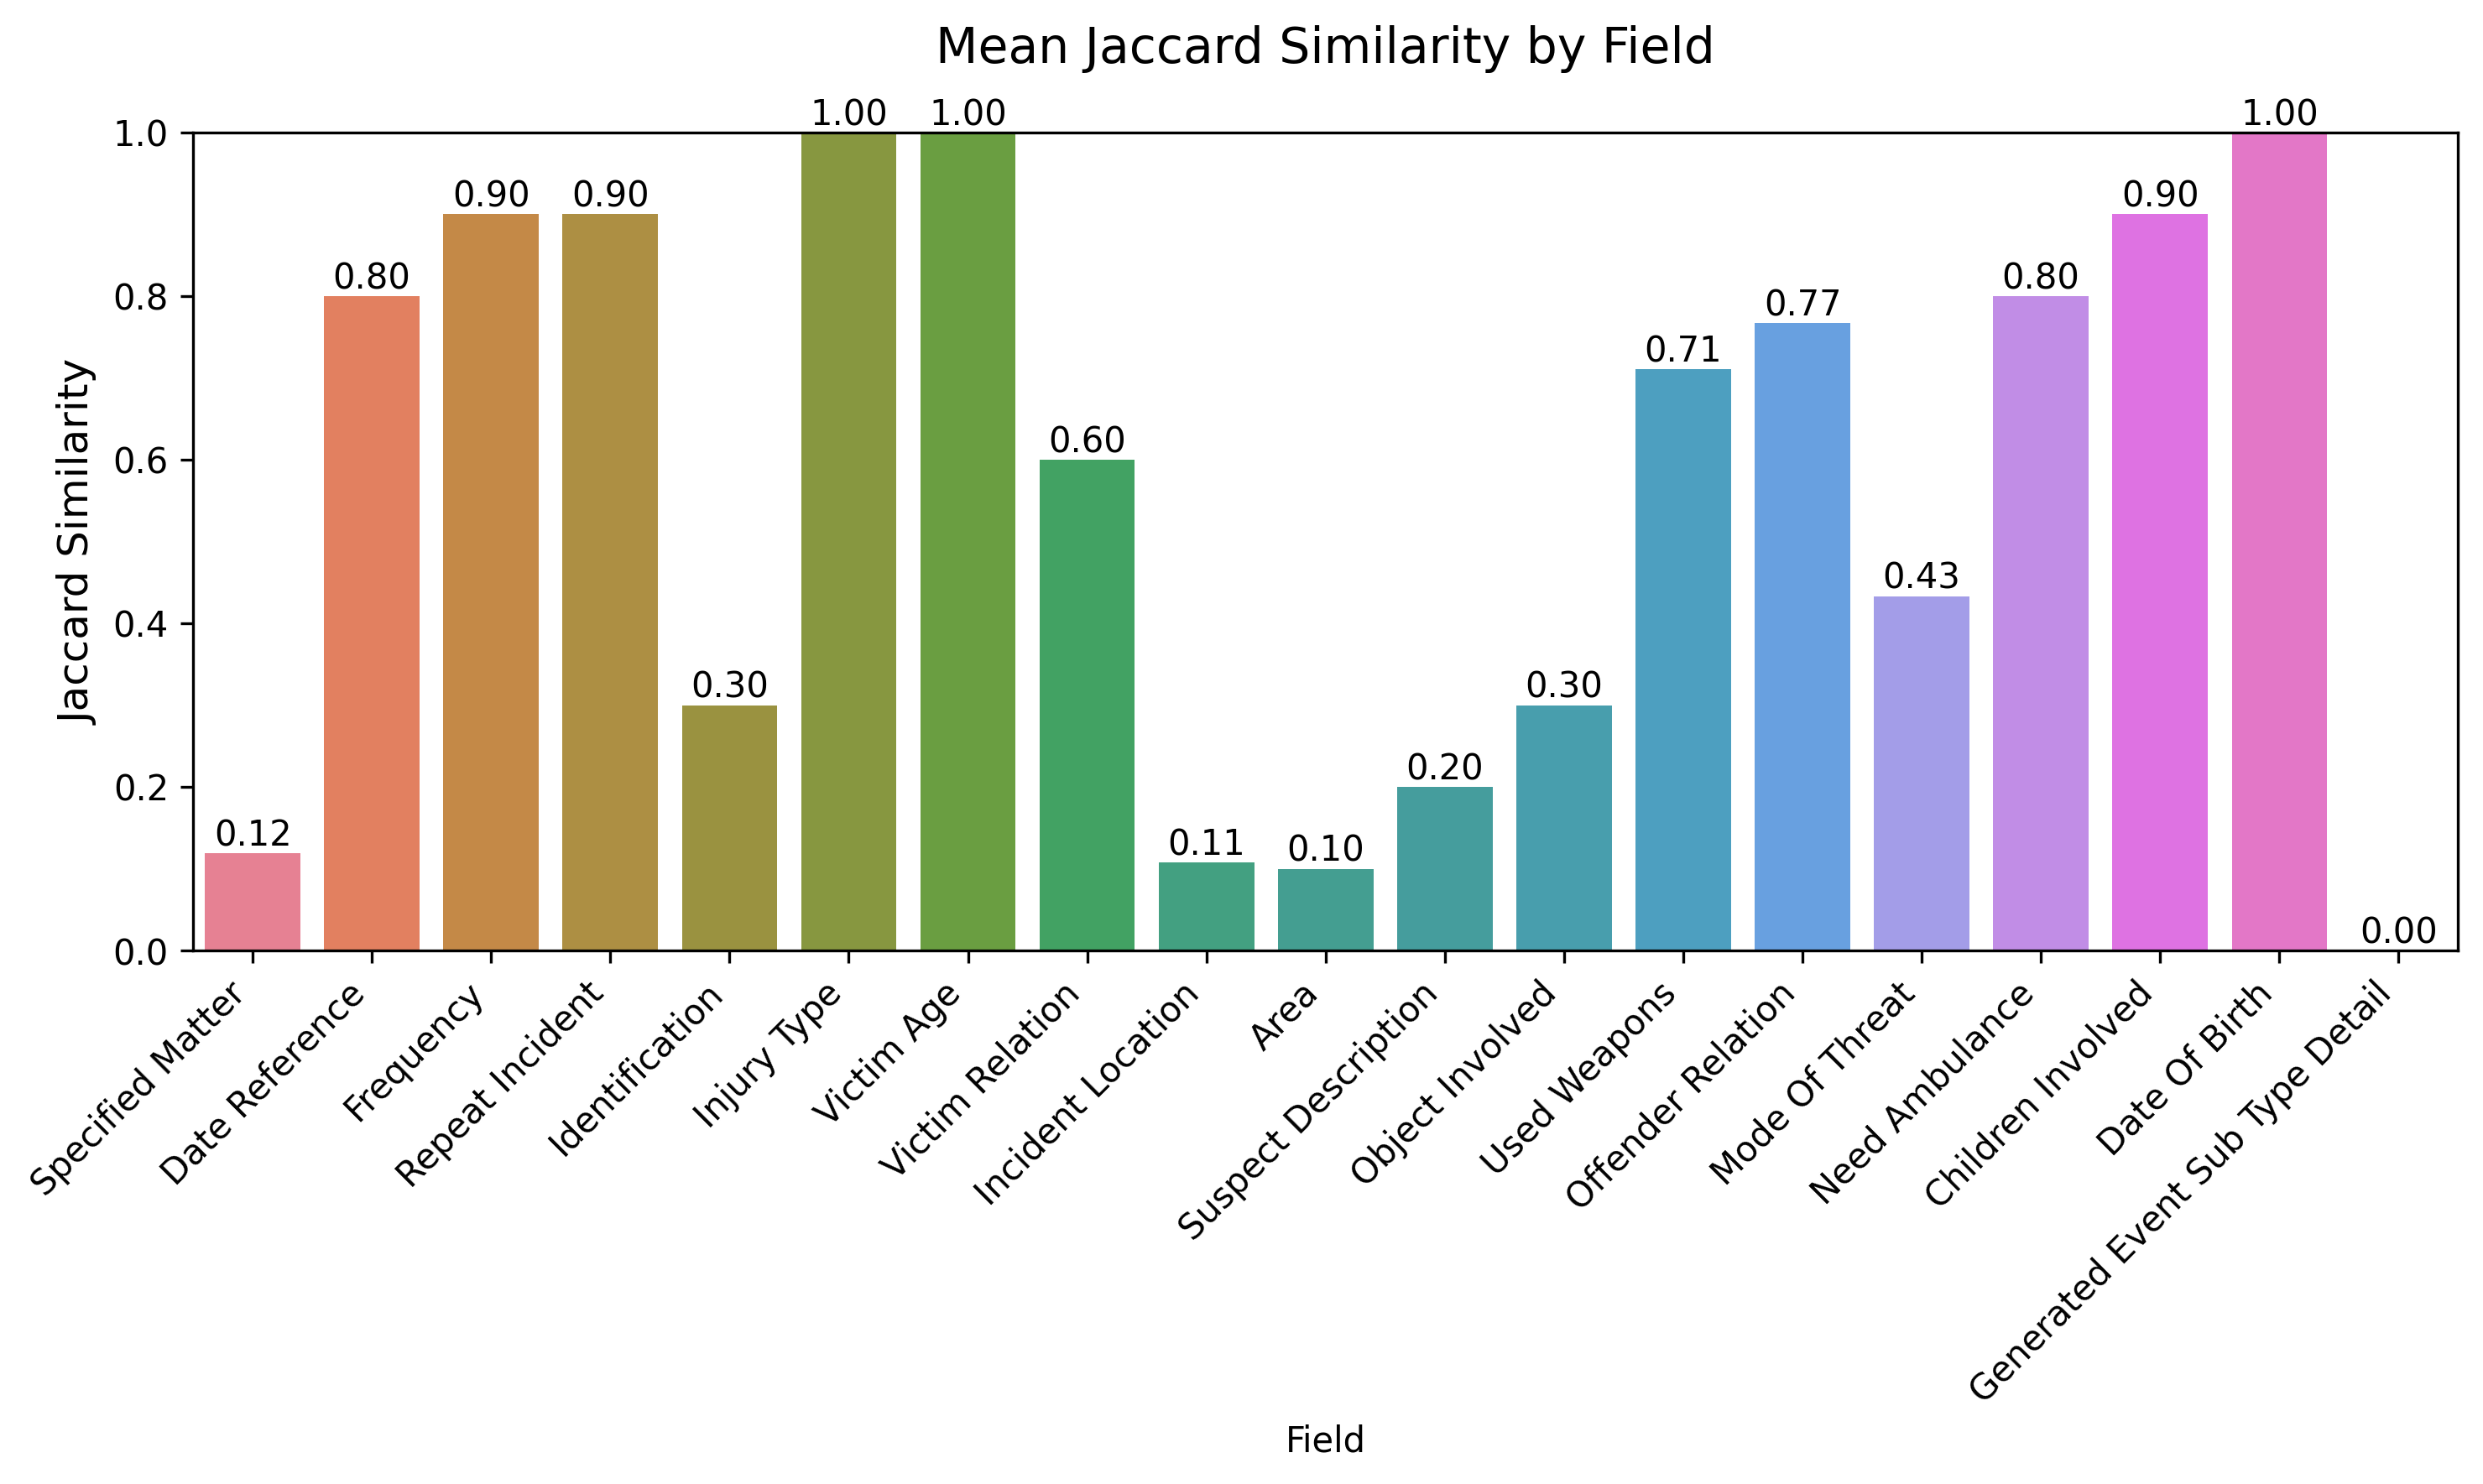 Mean Jaccard Similarity by Field
Jaccard Similarity
1.0
0.8
0.6
0.4
0.2
0.0
0.12
0.80
0.90
0.90
0.30
1.00
1.00
0.60
0.11
0.10
0.20
0.30
0.71
0.77
0.43
0.80
0.90
1.00
0.00
Specified Matter
Date Reference
Frequency
Repeat Incident
Identification
Injury Type
Victim Age
Victim Relation
Incident Location
Area
Suspect Description
Object Involved
Used Weapons
Offender Relation
Mode Of Threat
Need Ambulance
Children Involved
Date Of Birth
Generated Event Sub Type Detail
Field